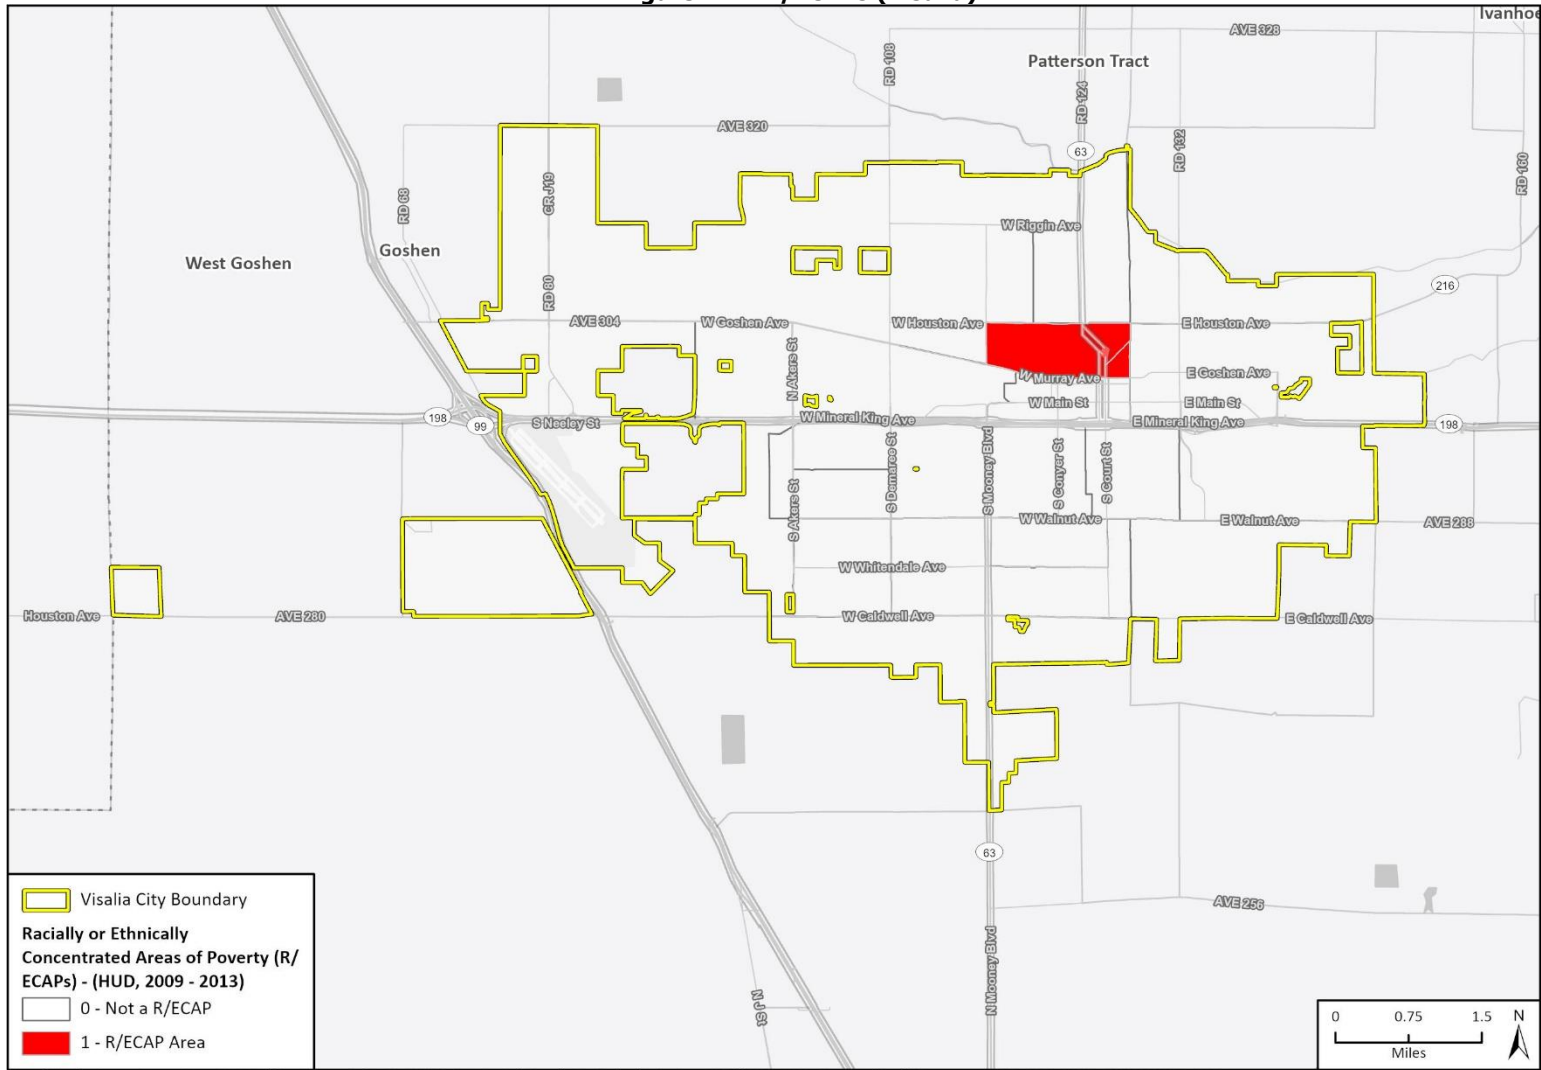 Ivanhoe
AVE 328
Patterson Tract
RD 108
RD 124
AVE 320
63
RD 132
RD 160
RD 68
CR J19
W Riggin Ave
Goshen
West Goshen
216
RD 80
AVE 304
W Goshen Ave
W Houston Ave
E Houston Ave
N Akers St
W Murray Ave
E Goshen Ave
W Main St
E Main St
198
99
S Neeley St
W Mineral King Ave
E Mineral King Ave
198
S Akers St
S Demaree St
S Mooney Blvd
S Conyer St
S Court St
W Walnut Ave
E Walnut Ave
AVE 288
W Whitendale Ave
Houston Ave
AVE 280
W Caldwell Ave
E Caldwell Ave
63
AVE 256
N Mooney Blvd
N J St
Visalia City Boundary
Racially or Ethnically
Concentrated Areas of Poverty (R/
ECAPs) - (HUD, 2009 - 2013)
0 - Not a R/ECAP
1 - R/ECAP Area
0 0.75 1.5 N
Miles